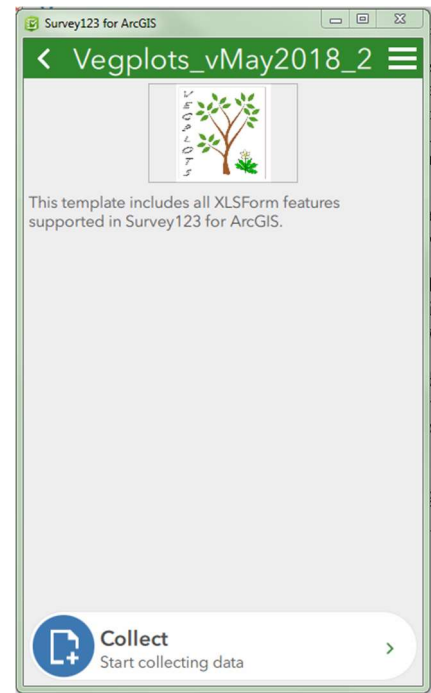 Survey123 for ArcGIS
Vegplots_vMay2018_2
VEGPLOTS
This template includes all XLSForm features
supported in Survey123 for ArcGIS.
Collect
Start collecting data